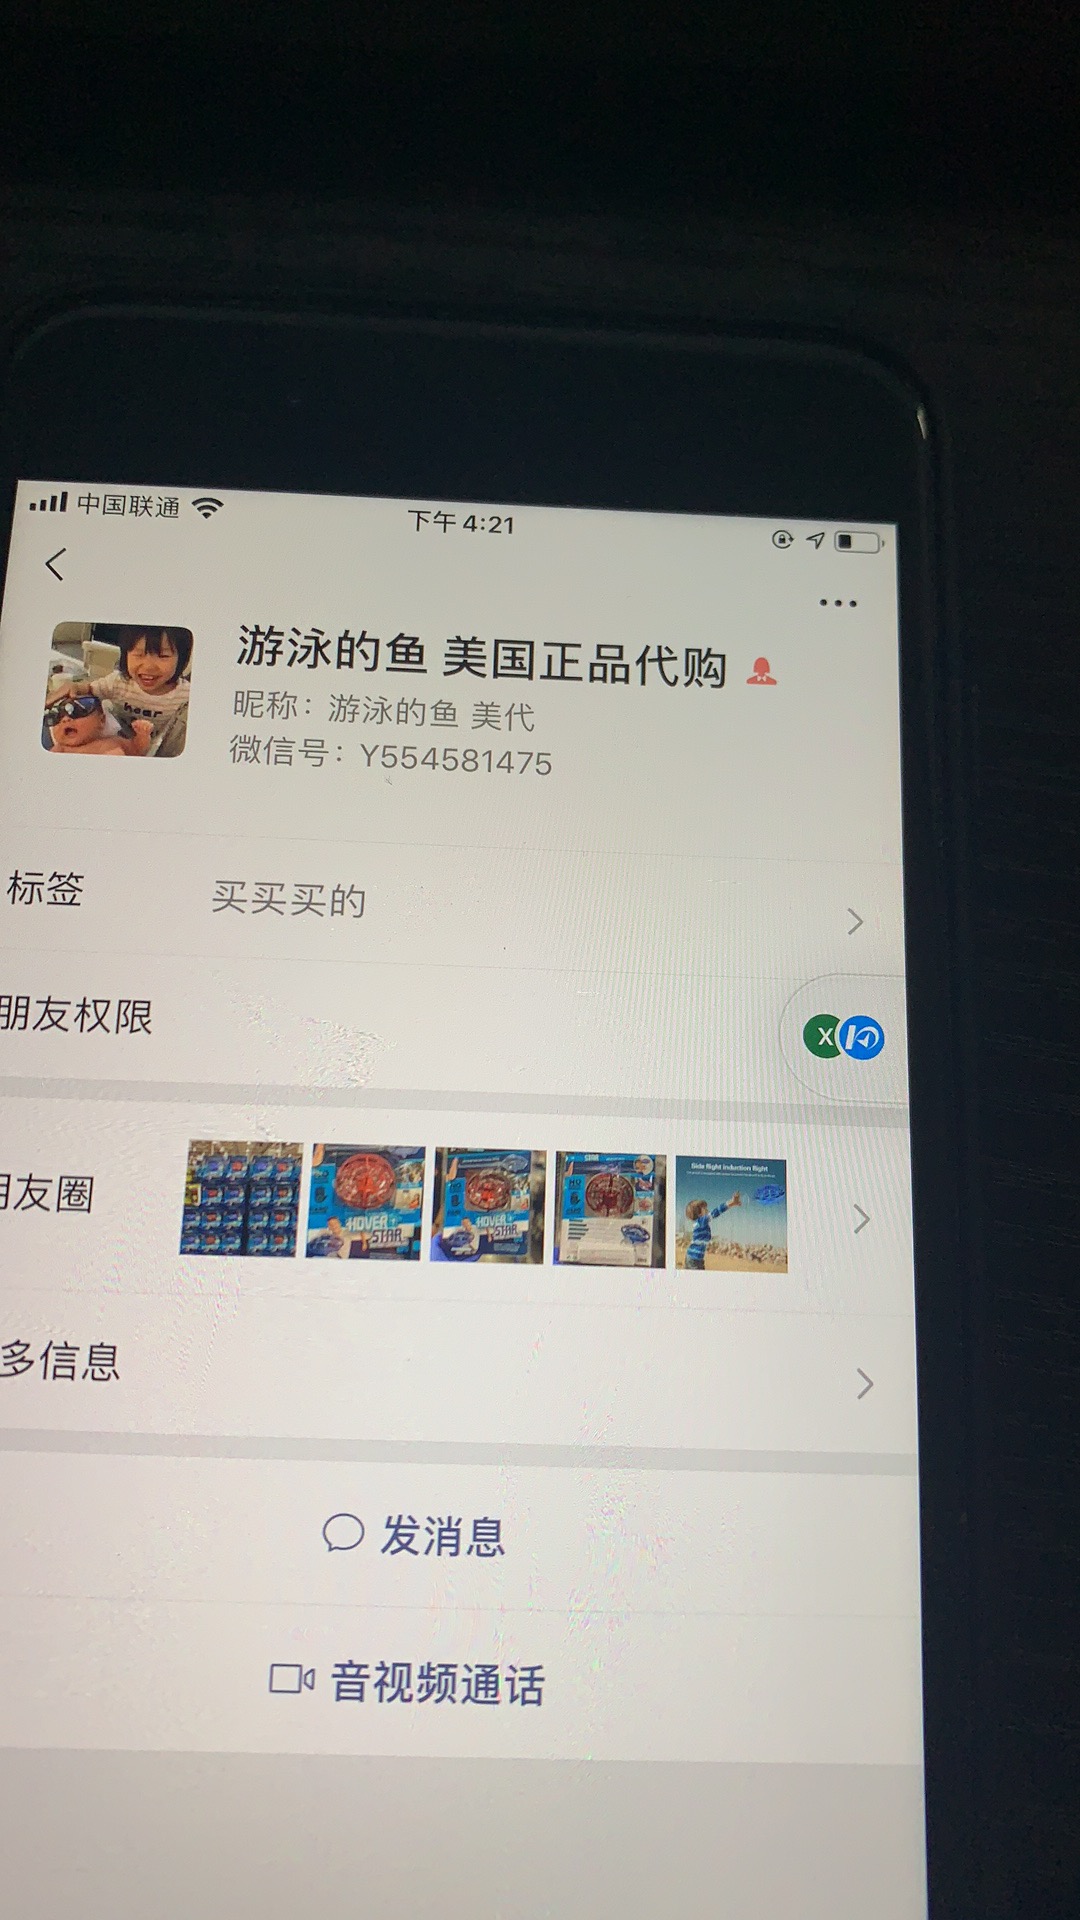 中国联通
下午4:21
游泳的鱼 美国正品代购
昵称：游泳的鱼 美代
微信号：Y554581475
hear
标签
买买买的
朋友权限
X
朋友圈
HOVER
STAR
HOVER
STAR
STAR
Side flight induction flight
多信息
发消息
音视频通话